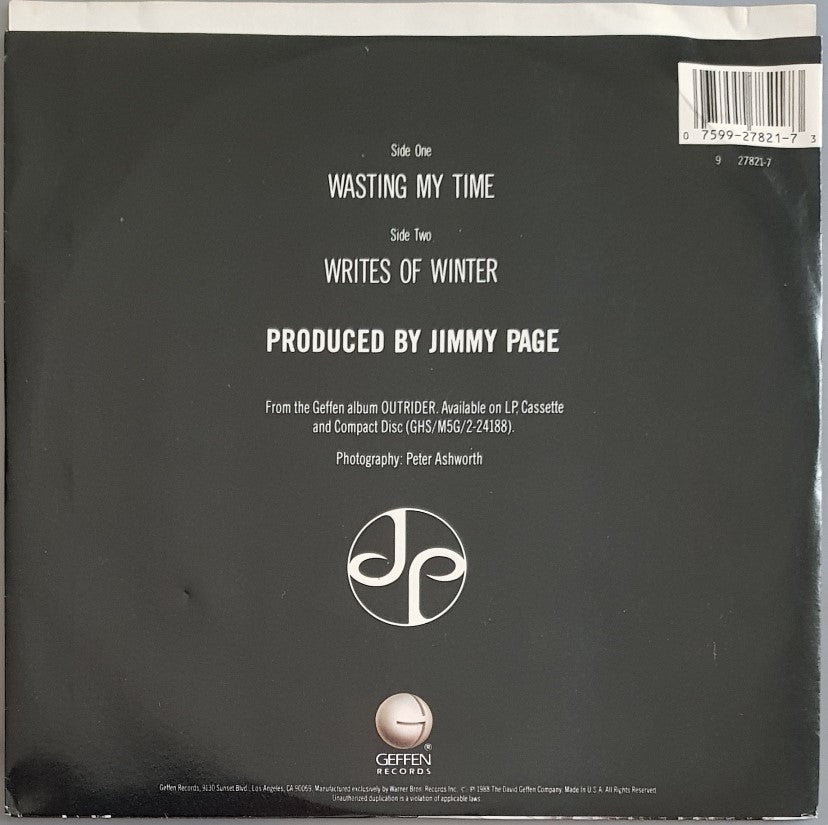 0 7599-27821-7 3
9 27821-7
Side One
WASTING MY TIME
Side Two
WRITES OF WINTER
PRODUCED BY JIMMY PAGE
From the Geffen album OUTRIDER. Available on LP, Cassette
and Compact Disc (GHS/M5G/2-24188).
Photography: Peter Ashworth
JP
GEFFEN
RECORDS
Geffen Records, 9130 Sunset Blvd., Los Angeles, CA 90069. Manufactured exclusively by Warner Bros. Records Inc. © ℗ 1988 The David Geffen Company. Made In U.S.A. All Rights Reserved.
Unauthorized duplication is a violation of applicable laws.